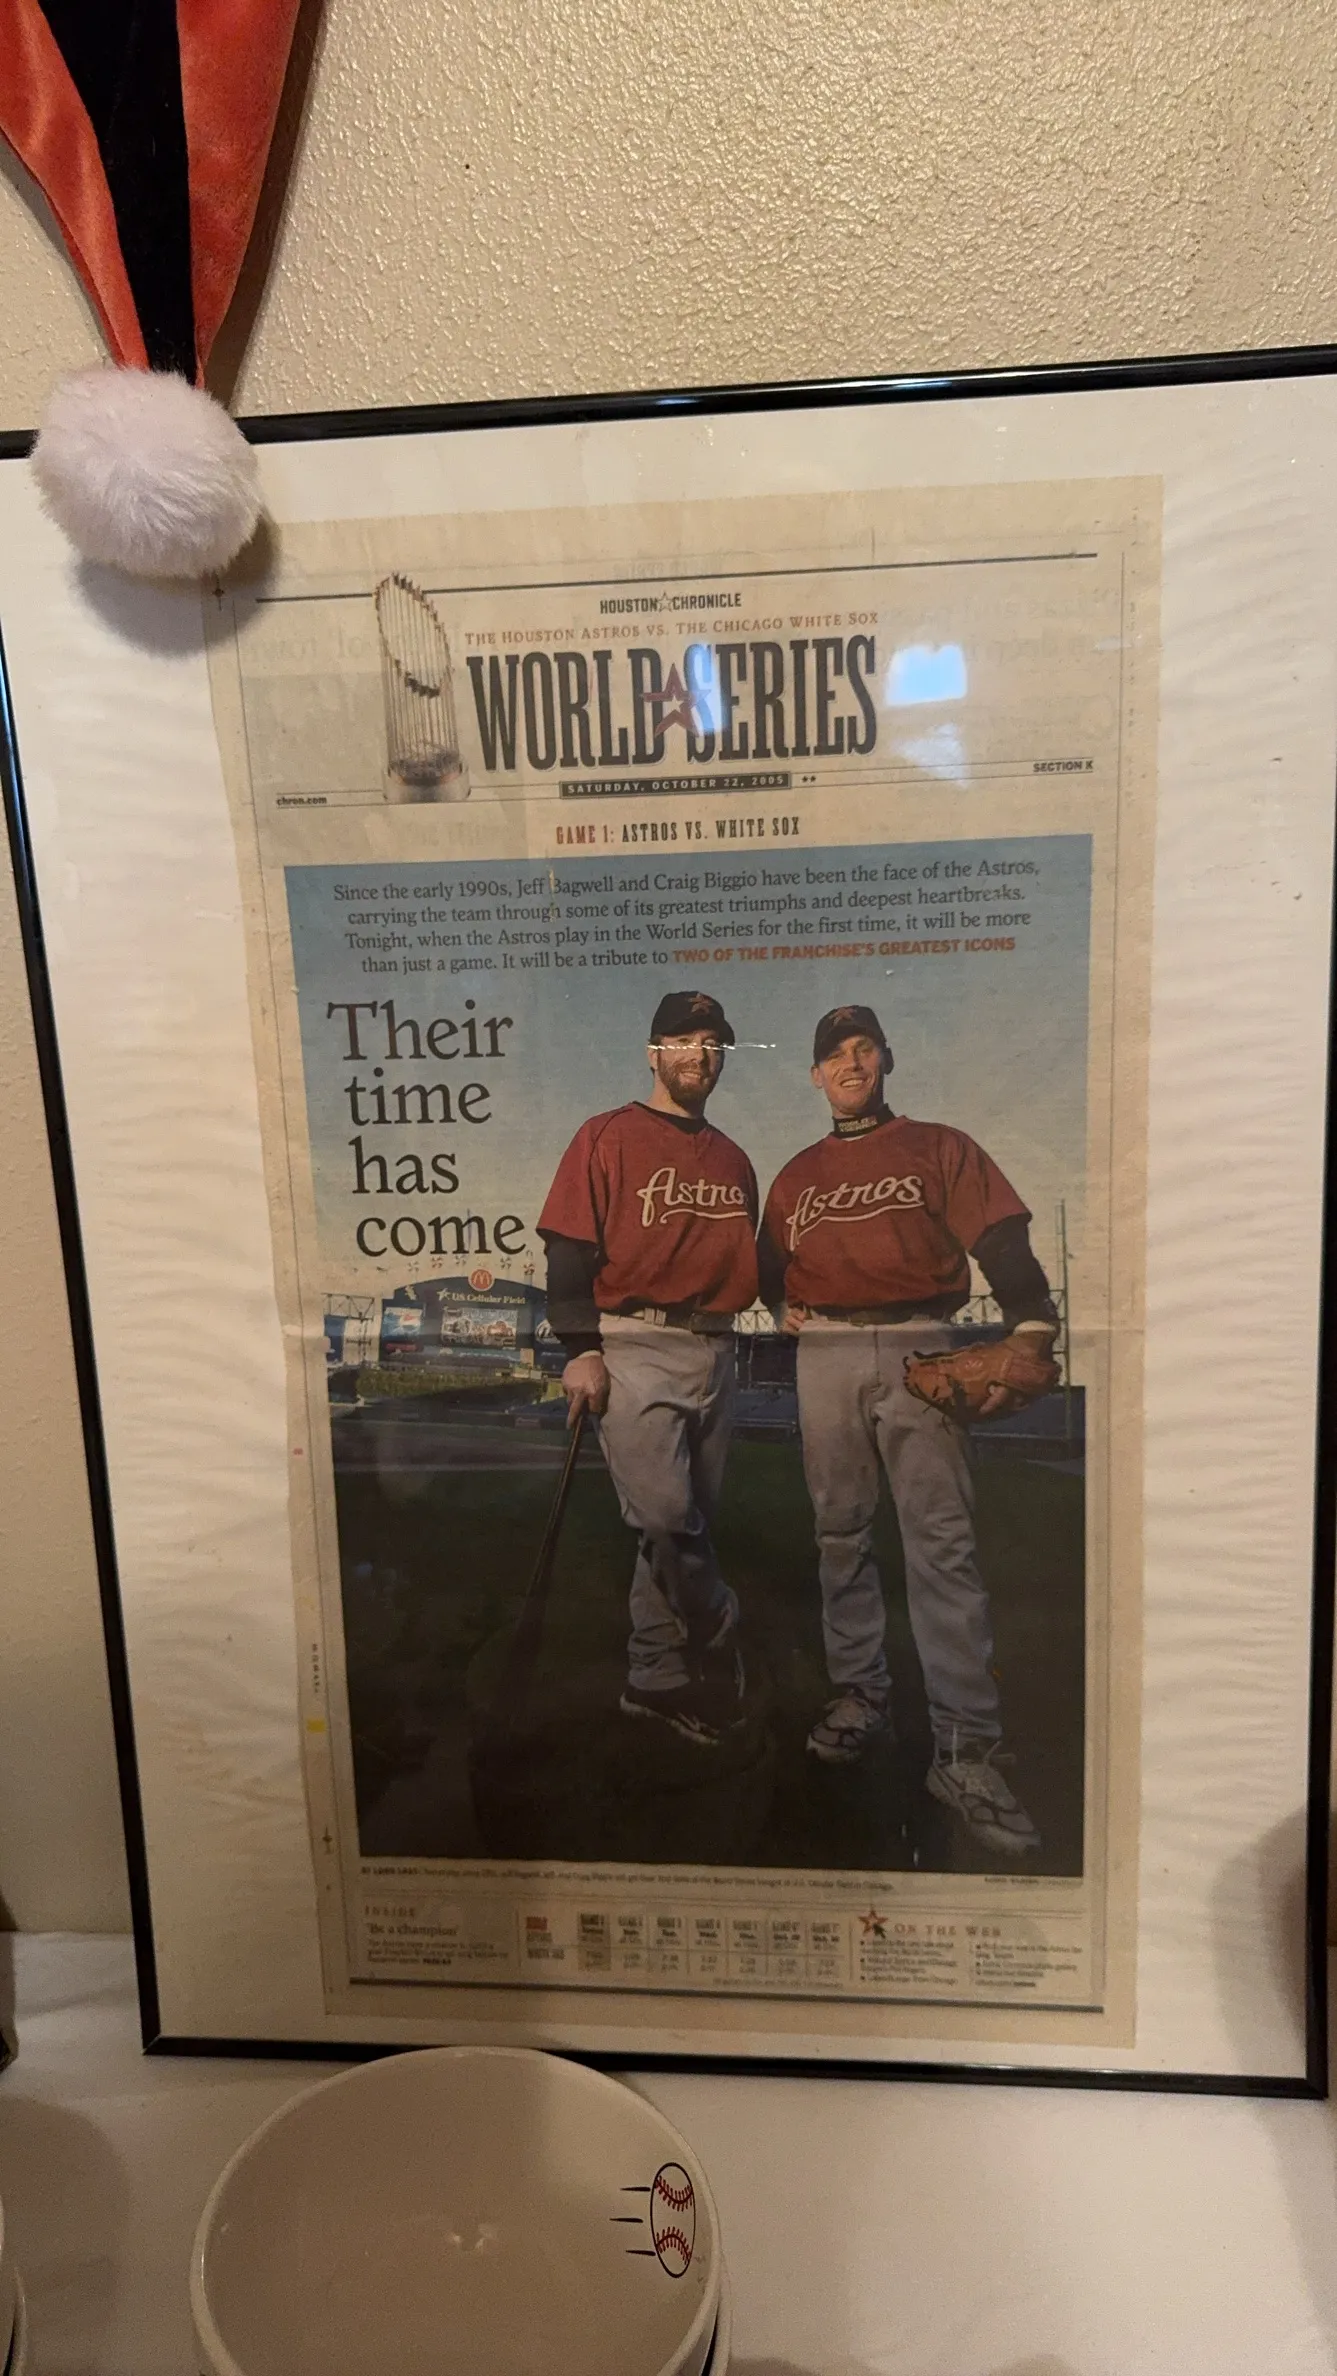 HOUSTON CHRONICLE
THE HOUSTON ASTROS VS. THE CHICAGO WHITE SOX
WORLD SERIES
SATURDAY, OCTOBER 22, 2005 **
SECTION K
chron.com
GAME 1: ASTROS VS. WHITE SOX
Since the early 1990s, Jeff Bagwell and Craig Biggio have been the face of the Astros,
carrying the team through some of its greatest triumphs and deepest heartbreaks.
Tonight, when the Astros play in the World Series for the first time, it will be more
than just a game. It will be a tribute to TWO OF THE FRANCHISE'S GREATEST ICONS
Their
time
has
come
Astro
Astros
U.S. Cellular Field
INSIDE
'Be a champion'
ON THE WEB